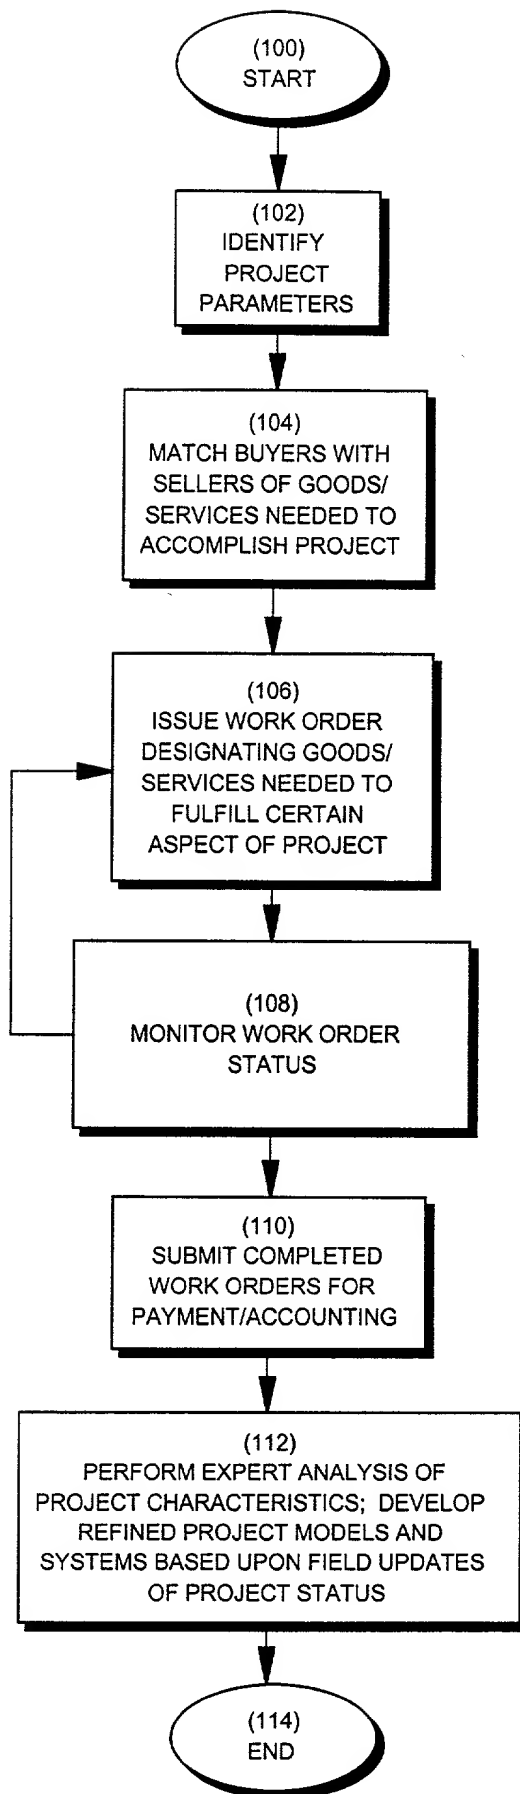 (100)
START
(102)
IDENTIFY
PROJECT
PARAMETERS
(104)
MATCH BUYERS WITH
SELLERS OF GOODS/
SERVICES NEEDED TO
ACCOMPLISH PROJECT
(106)
ISSUE WORK ORDER
DESIGNATING GOODS/
SERVICES NEEDED TO
FULFILL CERTAIN
ASPECT OF PROJECT
(108)
MONITOR WORK ORDER
STATUS
(110)
SUBMIT COMPLETED
WORK ORDERS FOR
PAYMENT/ACCOUNTING
(112)
PERFORM EXPERT ANALYSIS OF
PROJECT CHARACTERISTICS; DEVELOP
REFINED PROJECT MODELS AND
SYSTEMS BASED UPON FIELD UPDATES
OF PROJECT STATUS
(114)
END